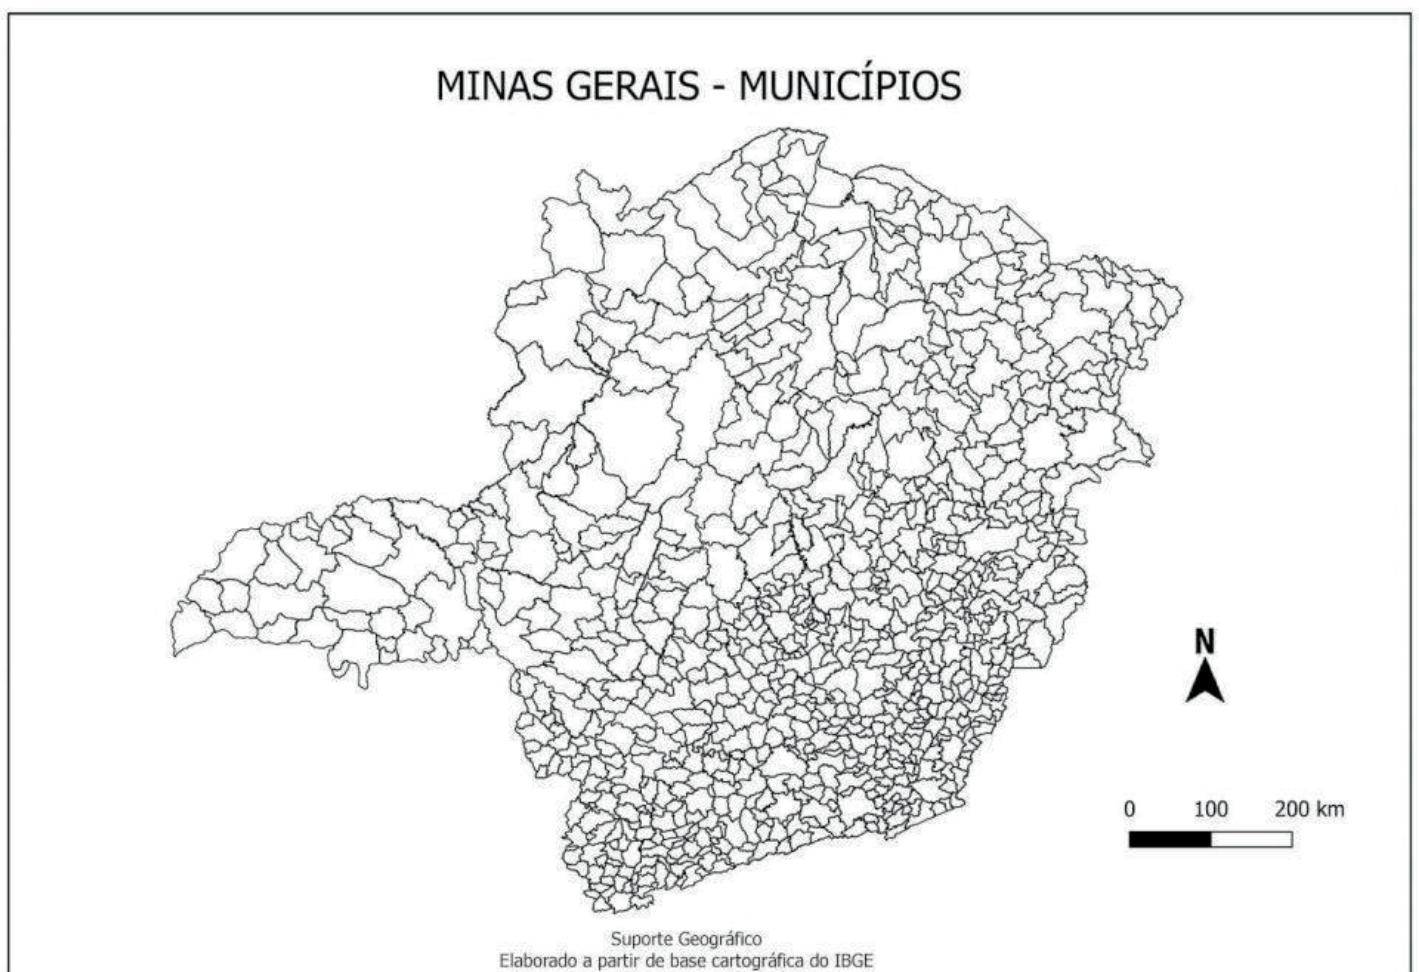 MINAS GERAIS - MUNICÍPIOS
N
0 100 200 km
Suporte Geográfico
Elaborado a partir de base cartográfica do IBGE